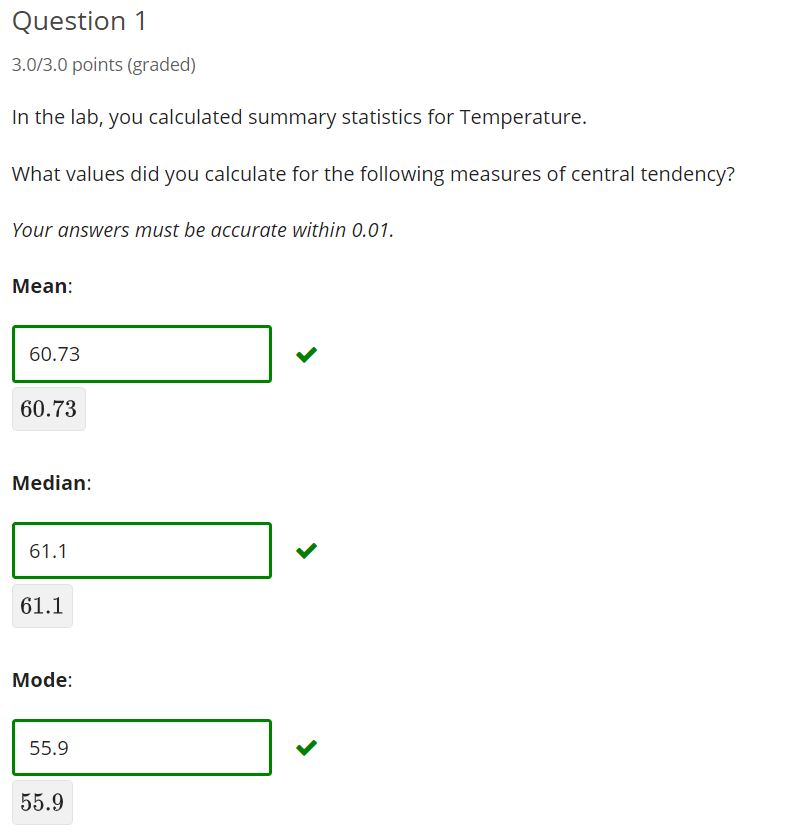 Question 1
3.0/3.0 points (graded)
In the lab, you calculated summary statistics for Temperature.
What values did you calculate for the following measures of central tendency?
Your answers must be accurate within 0.01.
Mean:
60.73
60.73
Median:
61.1
61.1
Mode:
55.9
55.9